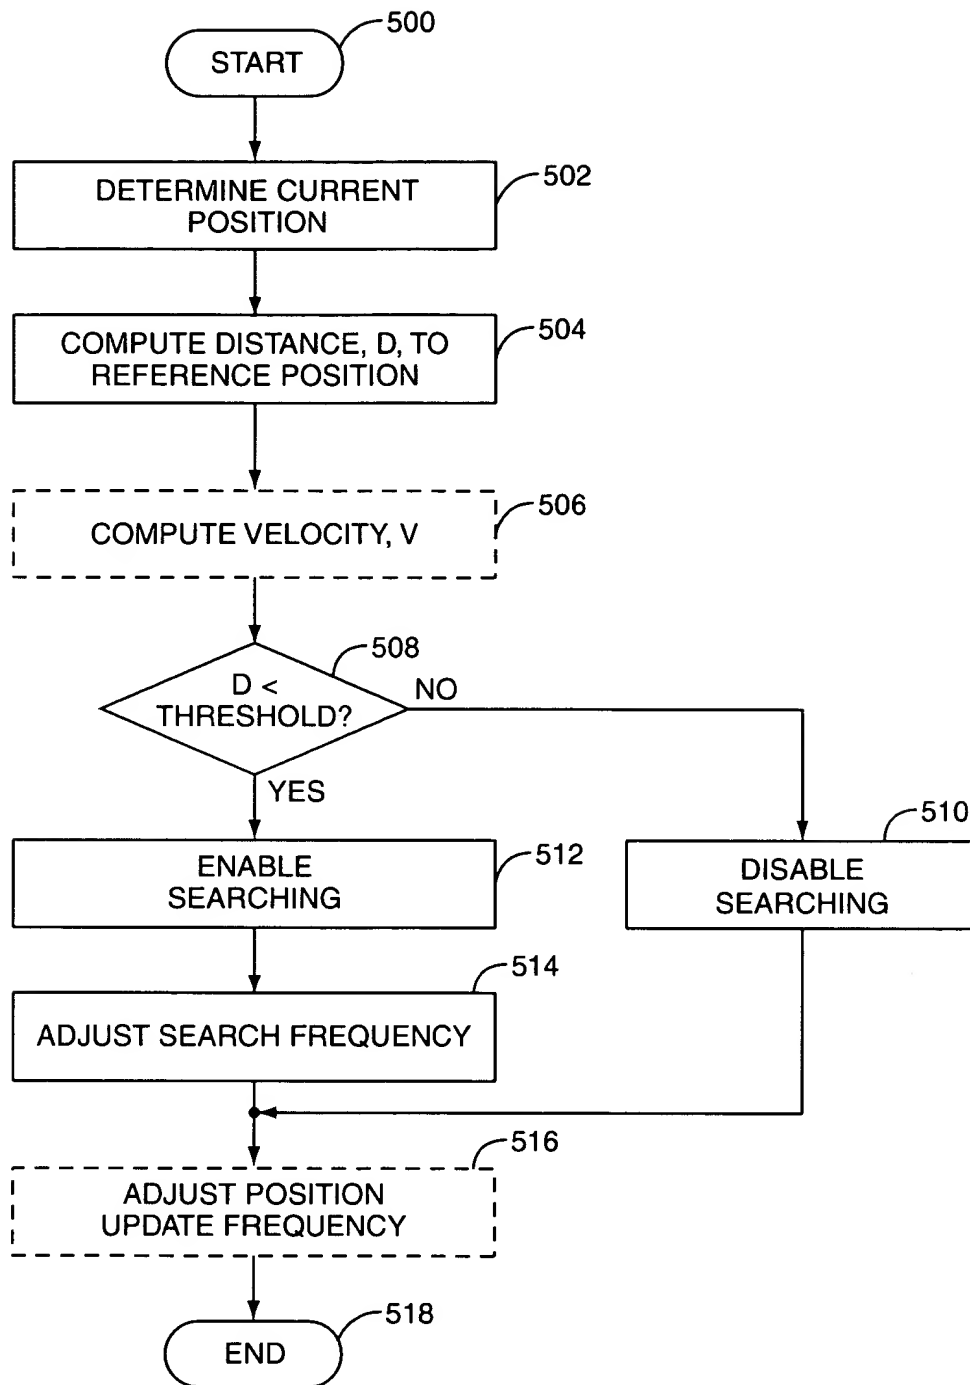 500
START
502
DETERMINE CURRENT
POSITION
504
COMPUTE DISTANCE, D, TO
REFERENCE POSITION
506
COMPUTE VELOCITY, V
508
D <
THRESHOLD?
NO
YES
510
DISABLE
SEARCHING
512
ENABLE
SEARCHING
514
ADJUST SEARCH FREQUENCY
516
ADJUST POSITION
UPDATE FREQUENCY
518
END